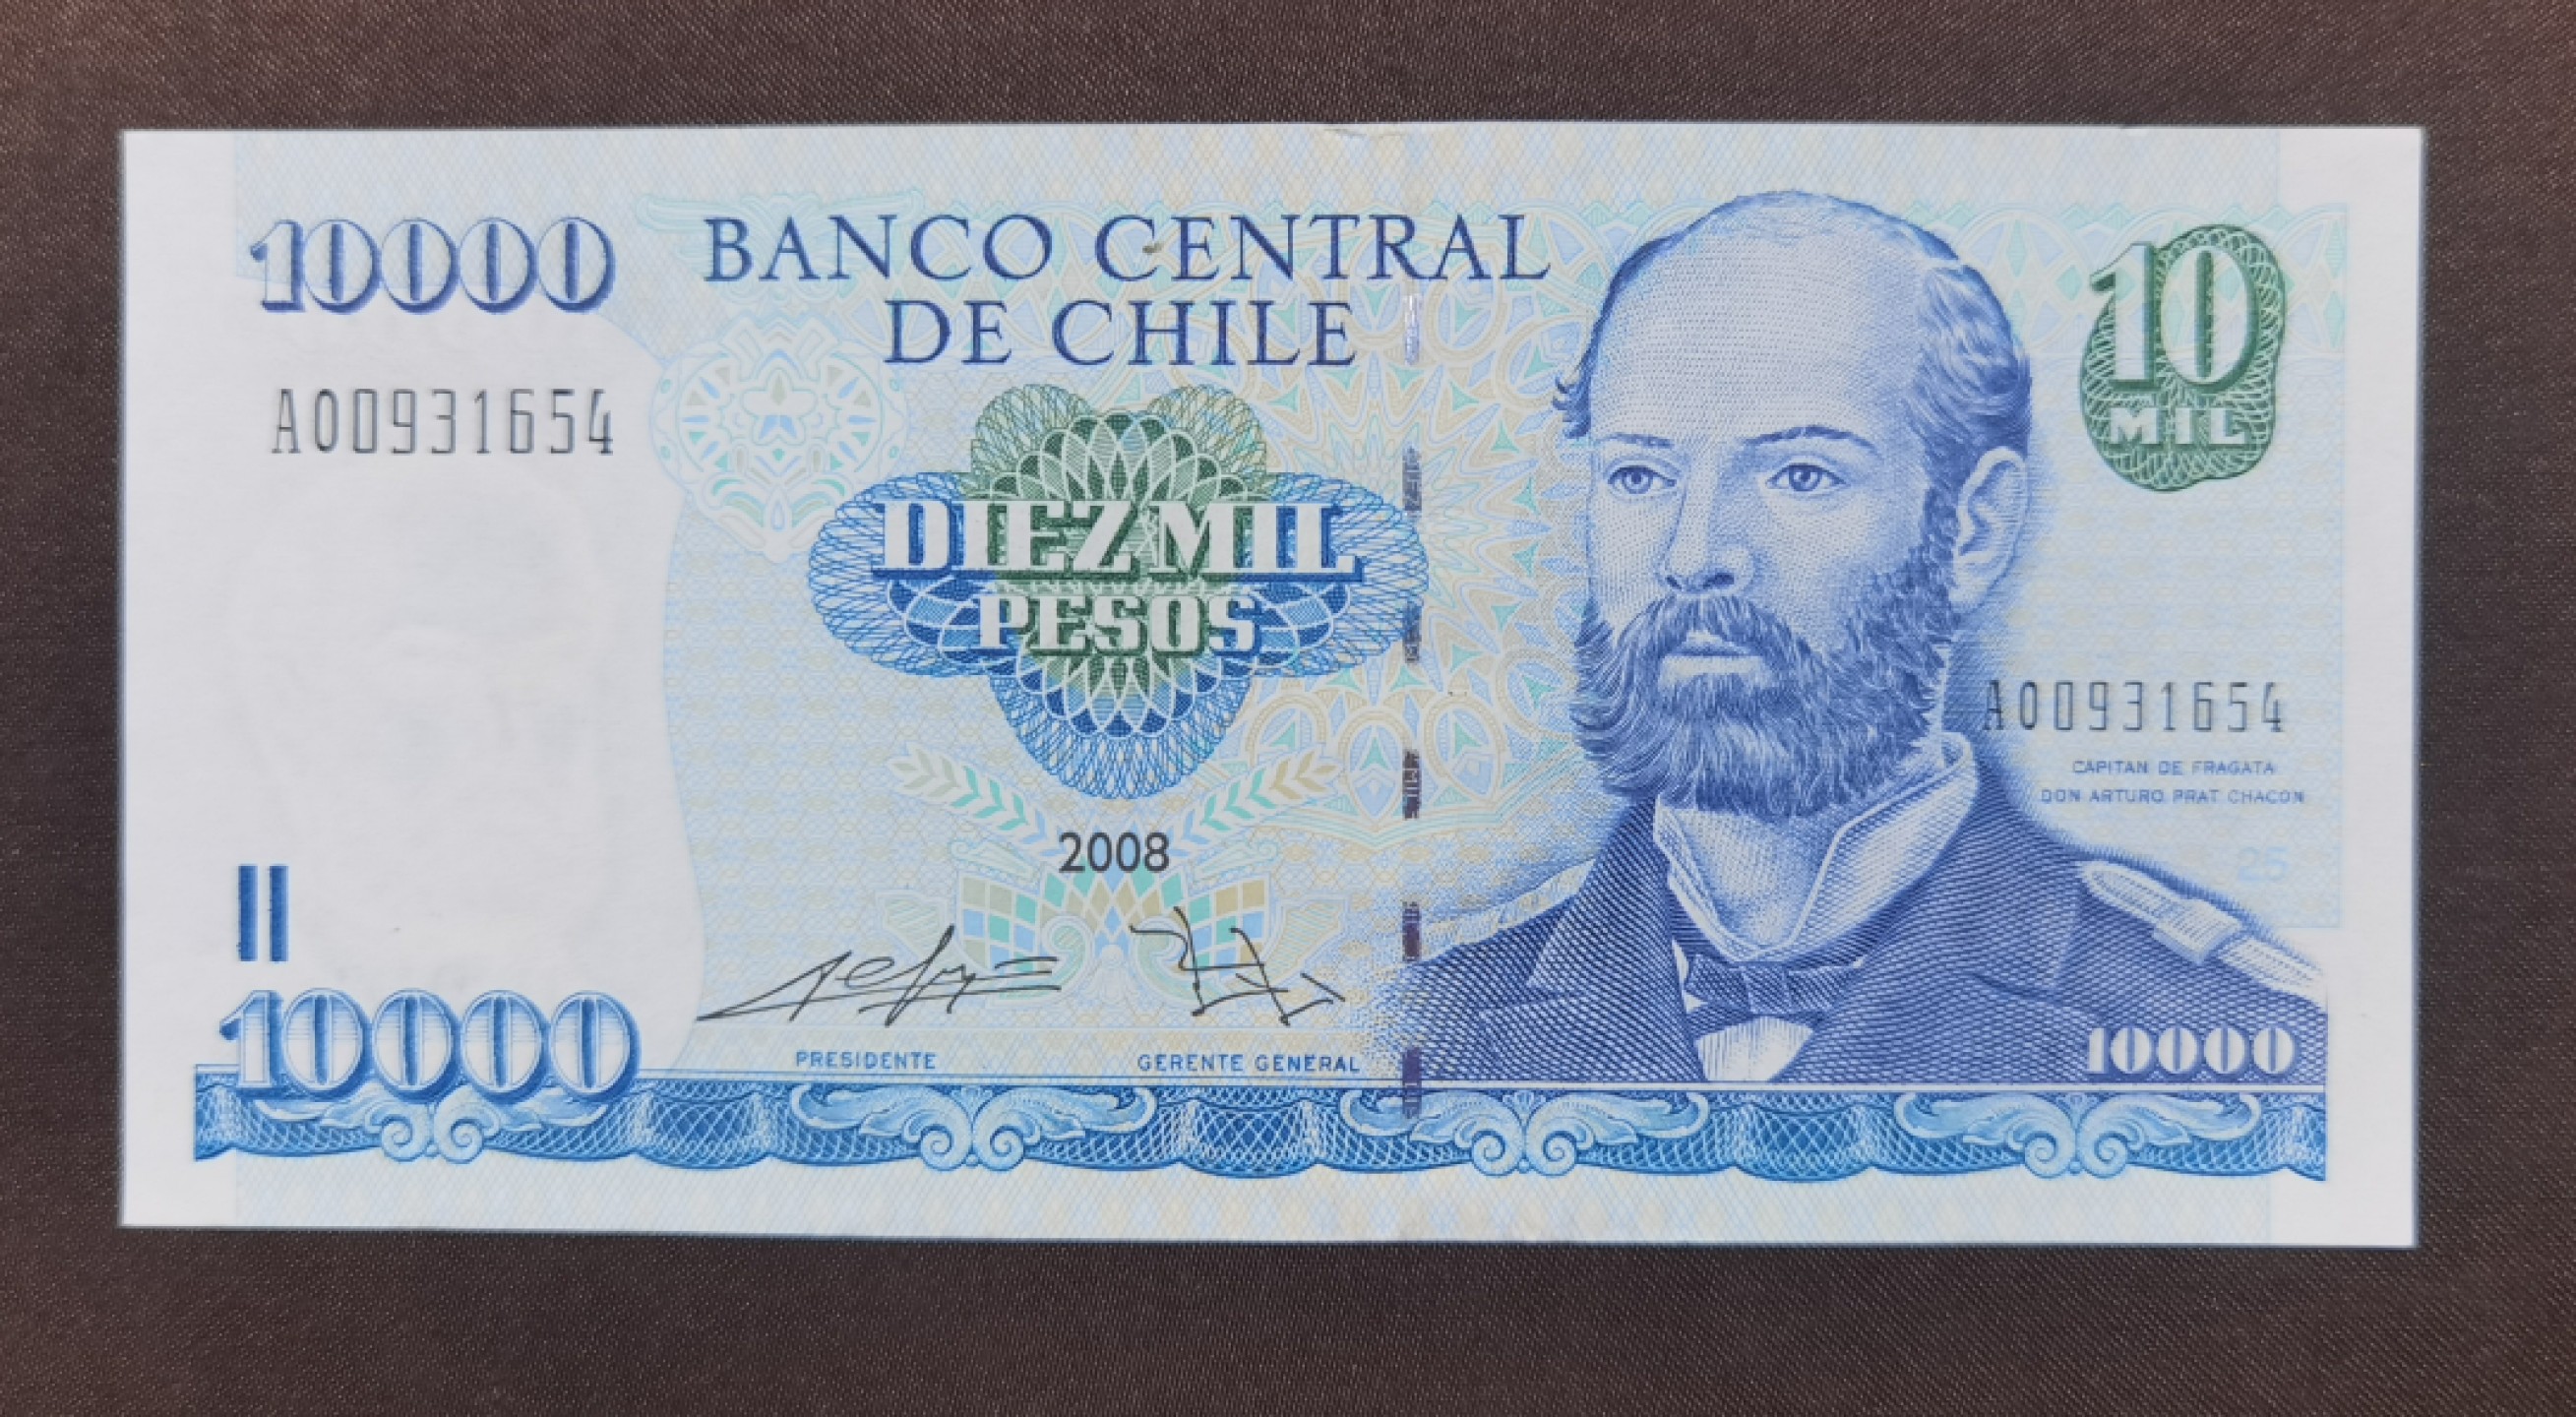 10000
BANCO CENTRAL
DE CHILE
10
MIL
A00931654
DIEZ MIL
PESOS
A00931654
CAPITAN DE FRAGATA
DON ARTURO PRAT CHACON
2008
25
PRESIDENTE
GERENTE GENERAL
10000
10000